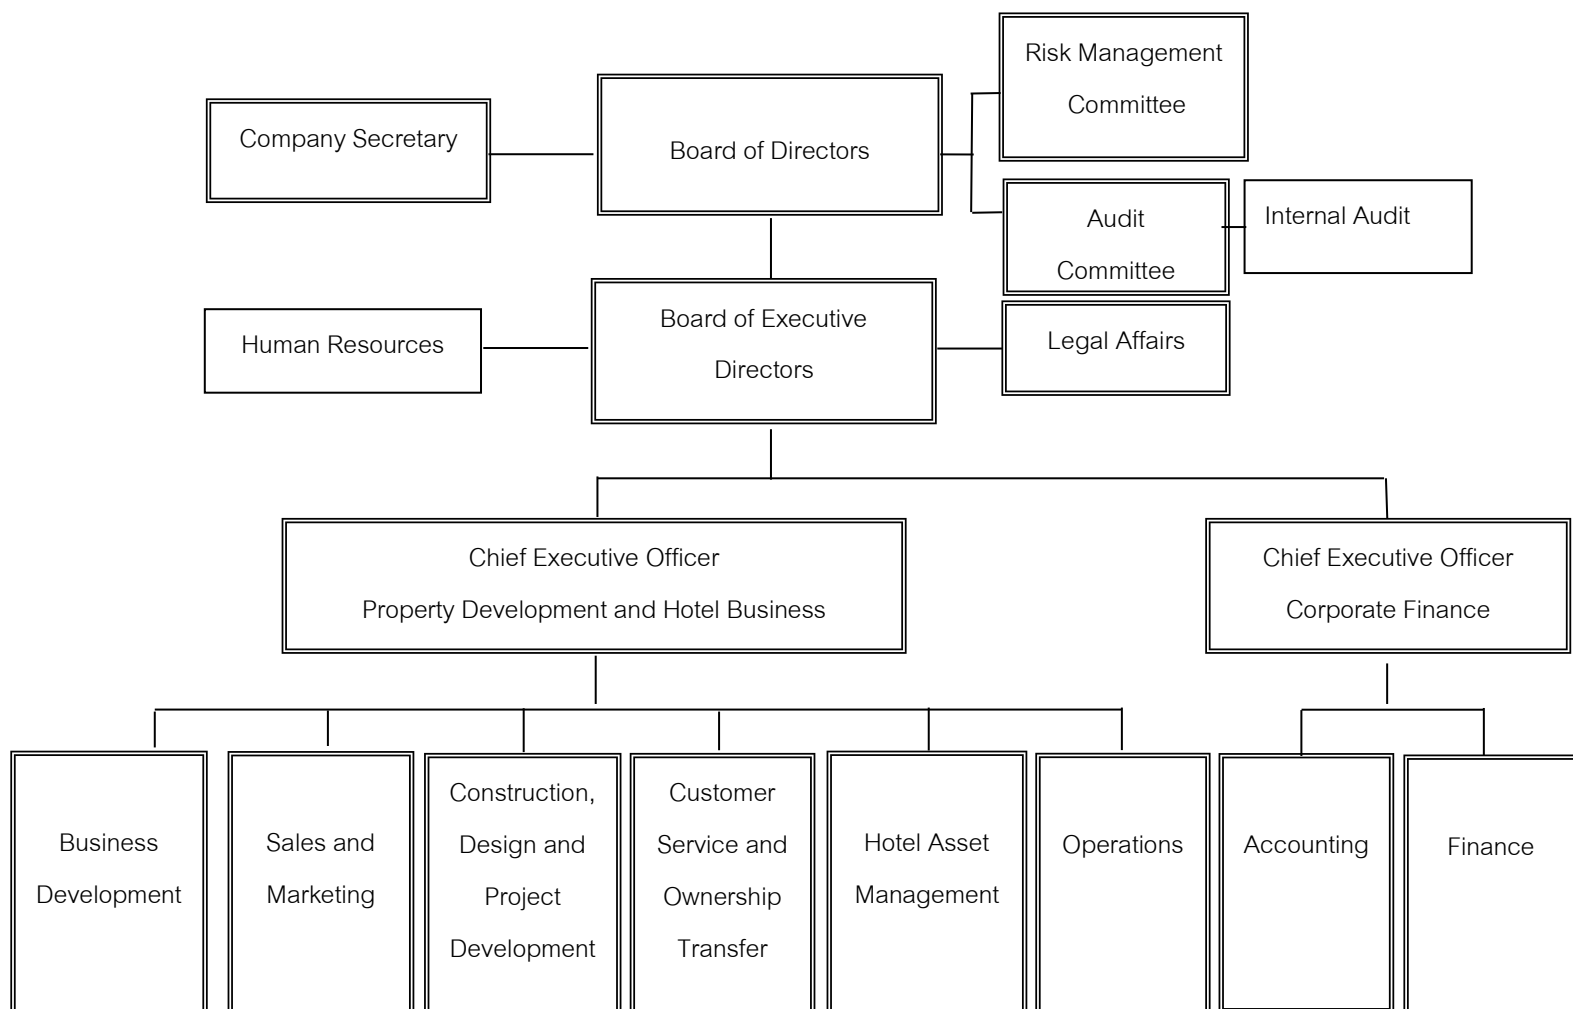 Risk Management
Committee
Company Secretary
Board of Directors
Audit
Committee
Internal Audit
Human Resources
Board of Executive
Directors
Legal Affairs
Chief Executive Officer
Property Development and Hotel Business
Chief Executive Officer
Corporate Finance
Business
Development
Sales and
Marketing
Construction,
Design and
Project
Development
Customer
Service and
Ownership
Transfer
Hotel Asset
Management
Operations
Accounting
Finance